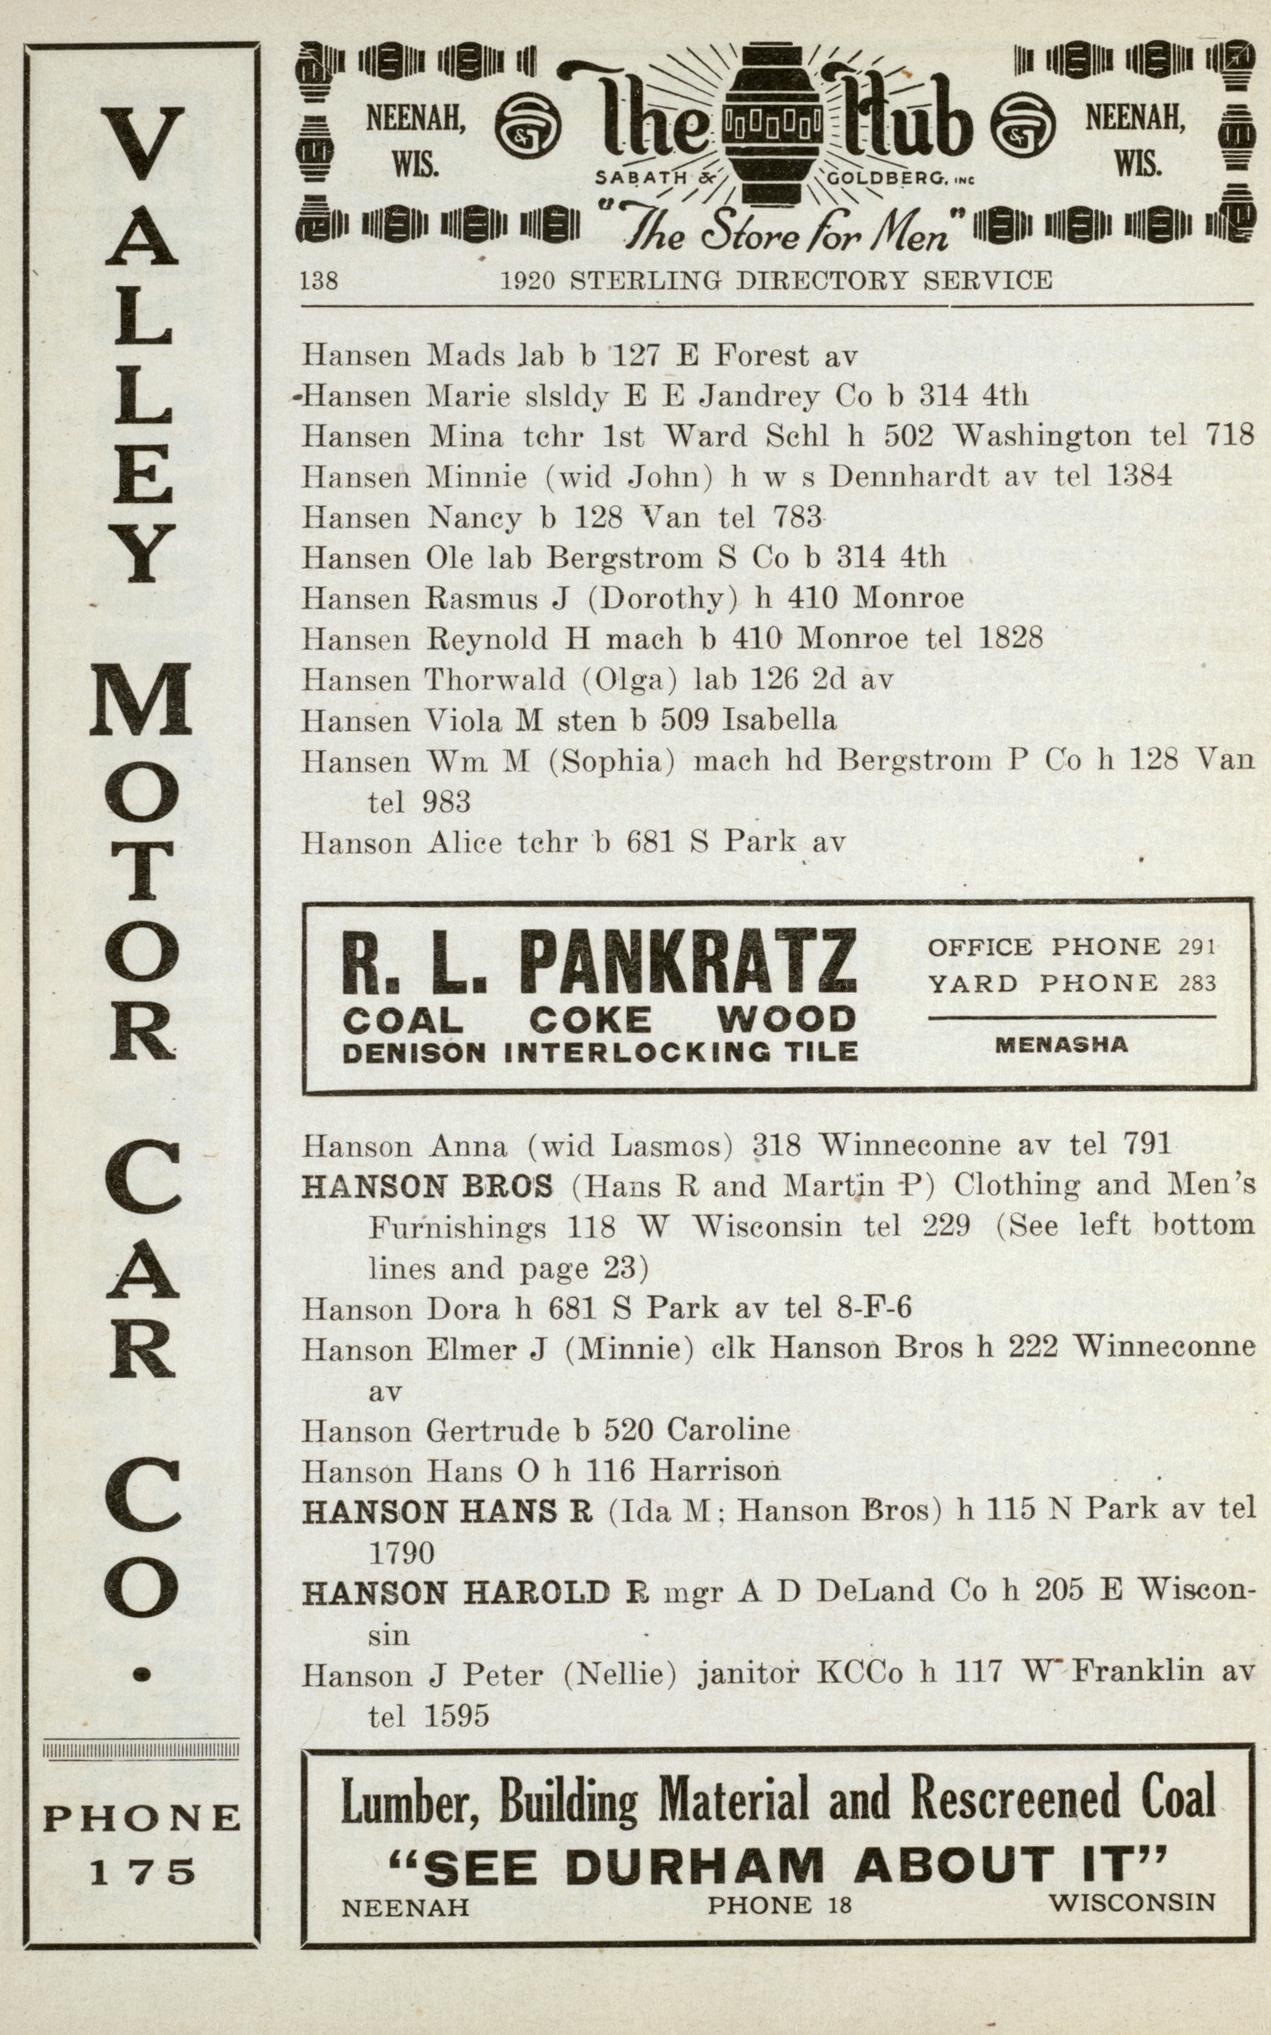 VALLEY MOTOR CAR CO.
PHONE
175
NEENAH,
WIS.
S&G
The Hub
S&G
NEENAH,
WIS.
SABATH & GOLDBERG, INC
"The Store for Men"
138 1920 STERLING DIRECTORY SERVICE
Hansen Mads lab b 127 E Forest av
Hansen Marie slsldy E E Jandrey Co b 314 4th
Hansen Mina tchr 1st Ward Schl h 502 Washington tel 718
Hansen Minnie (wid John) h w s Dennhardt av tel 1384
Hansen Nancy b 128 Van tel 783
Hansen Ole lab Bergstrom S Co b 314 4th
Hansen Rasmus J (Dorothy) h 410 Monroe
Hansen Reynold H mach b 410 Monroe tel 1828
Hansen Thorwald (Olga) lab 126 2d av
Hansen Viola M sten b 509 Isabella
Hansen Wm M (Sophia) mach hd Bergstrom P Co h 128 Van
tel 983
Hanson Alice tchr b 681 S Park av
R. L. PANKRATZ
COAL COKE WOOD
DENISON INTERLOCKING TILE
OFFICE PHONE 291
YARD PHONE 283
MENASHA
Hanson Anna (wid Lasmos) 318 Winneconne av tel 791
HANSON BROS (Hans R and Martin P) Clothing and Men's
Furnishings 118 W Wisconsin tel 229 (See left bottom
lines and page 23)
Hanson Dora h 681 S Park av tel 8-F-6
Hanson Elmer J (Minnie) clk Hanson Bros h 222 Winneconne
av
Hanson Gertrude b 520 Caroline
Hanson Hans O h 116 Harrison
HANSON HANS R (Ida M; Hanson Bros) h 115 N Park av tel
1790
HANSON HAROLD R mgr A D DeLand Co h 205 E Wiscon-
sin
Hanson J Peter (Nellie) janitor KCCo h 117 W Franklin av
tel 1595
Lumber, Building Material and Rescreened Coal
"SEE DURHAM ABOUT IT"
NEENAH PHONE 18 WISCONSIN